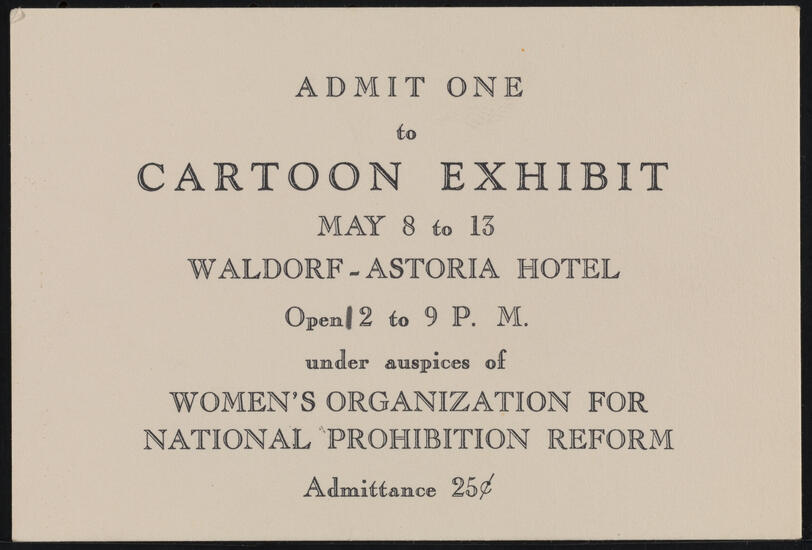 ADMIT ONE
to
CARTOON EXHIBIT
MAY 8 to 13
WALDORF-ASTORIA HOTEL
Open 12 to 9 P. M.
under auspices of
WOMEN'S ORGANIZATION FOR
NATIONAL PROHIBITION REFORM
Admittance 25¢